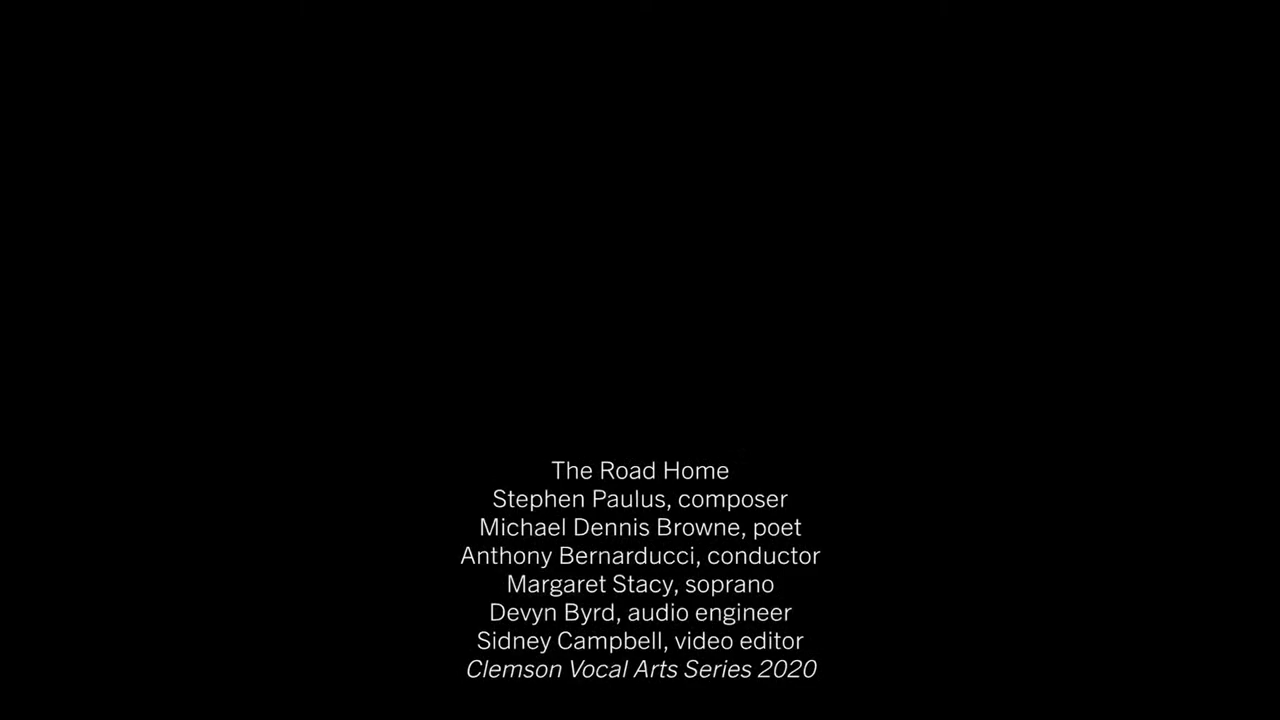 The Road Home
Stephen Paulus, composer
Michael Dennis Browne, poet
Anthony Bernarducci, conductor
Margaret Stacy, soprano
Devyn Byrd, audio engineer
Sidney Campbell, video editor
Clemson Vocal Arts Series 2020